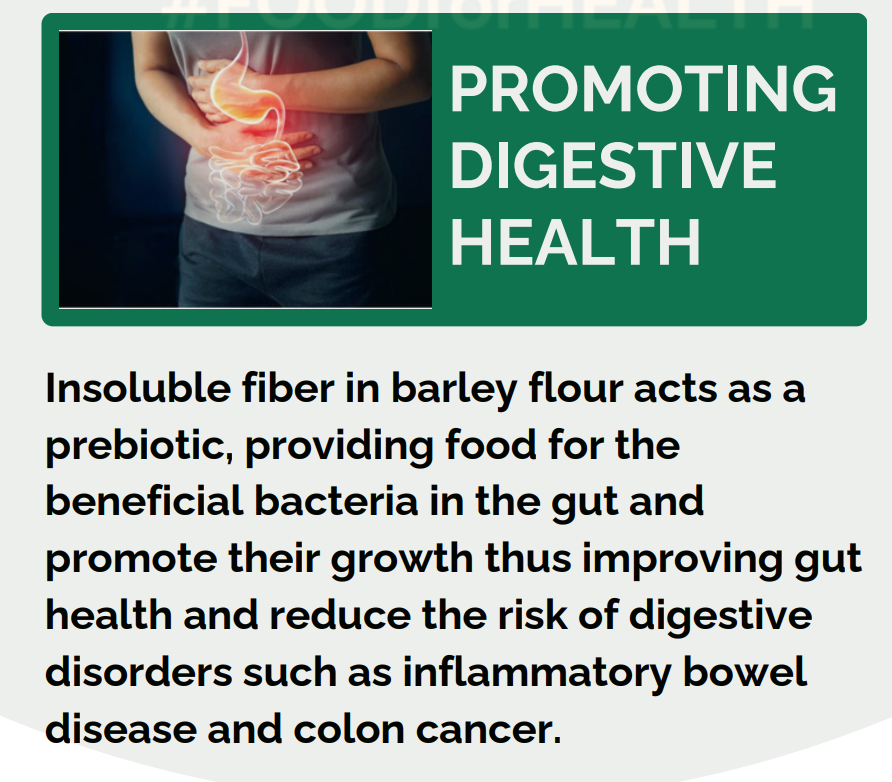 #FOODforHEALTH
PROMOTING
DIGESTIVE
HEALTH
Insoluble fiber in barley flour acts as a
prebiotic, providing food for the
beneficial bacteria in the gut and
promote their growth thus improving gut
health and reduce the risk of digestive
disorders such as inflammatory bowel
disease and colon cancer.